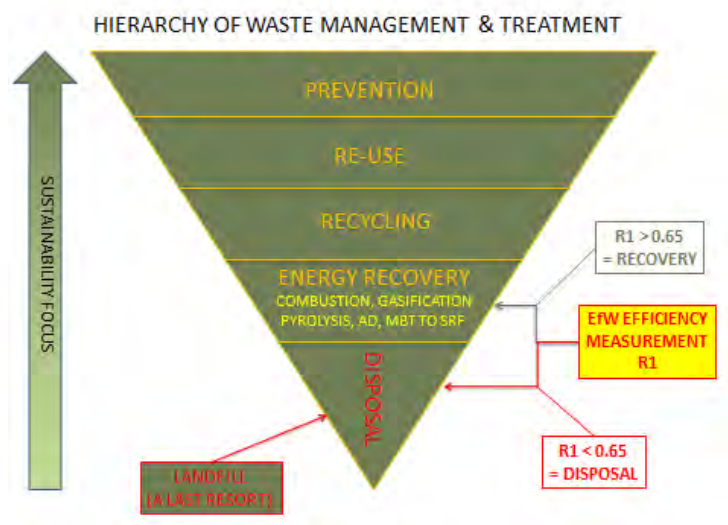 HIERARCHY OF WASTE MANAGEMENT & TREATMENT
SUSTAINABILITY FOCUS
PREVENTION
RE-USE
RECYCLING
ENERGY RECOVERY
COMBUSTION, GASIFICATION
PYROLYSIS, AD, MBT TO SRF
DISPOSAL
R1 > 0.65
= RECOVERY
EfW EFFICIENCY
MEASUREMENT
R1
R1 < 0.65
= DISPOSAL
LANDFILL
(A LAST RESORT)